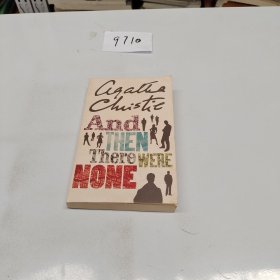 9710
Agatha
Christie
And
THEN
There WERE
NONE